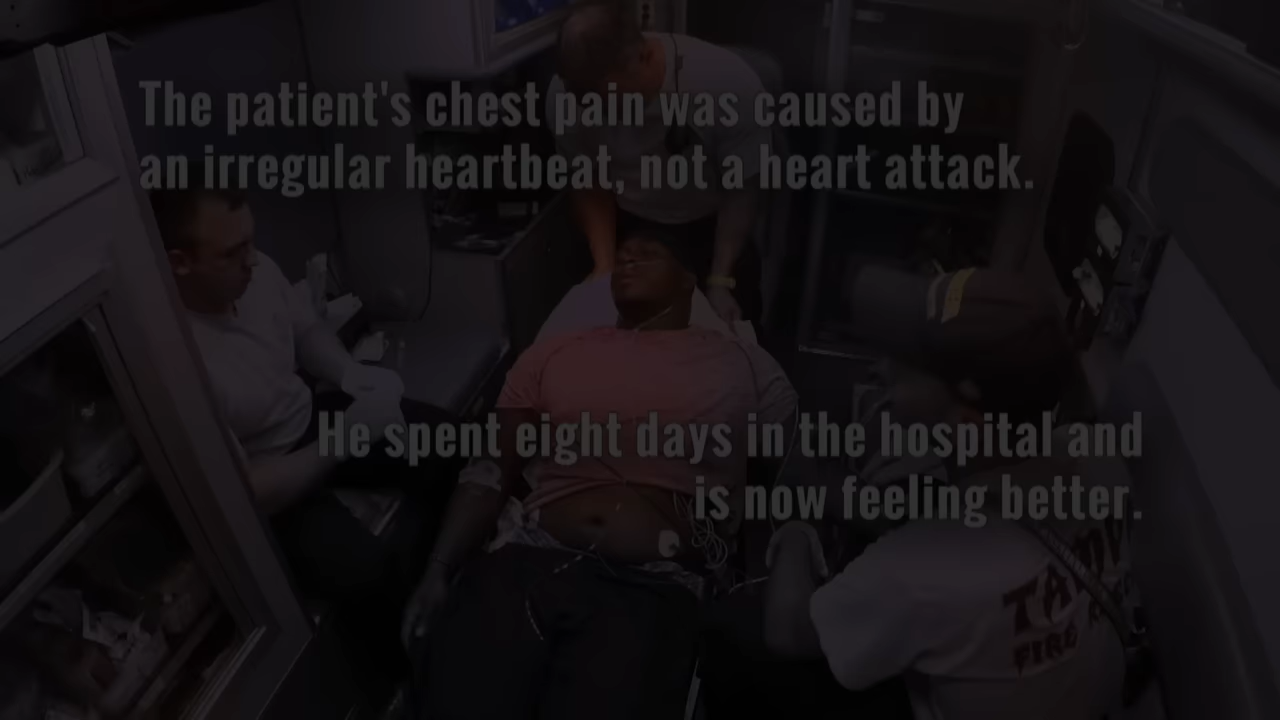 The patient's chest pain was caused by
an irregular heartbeat, not a heart attack.
He spent eight days in the hospital and
is now feeling better.
FIRE